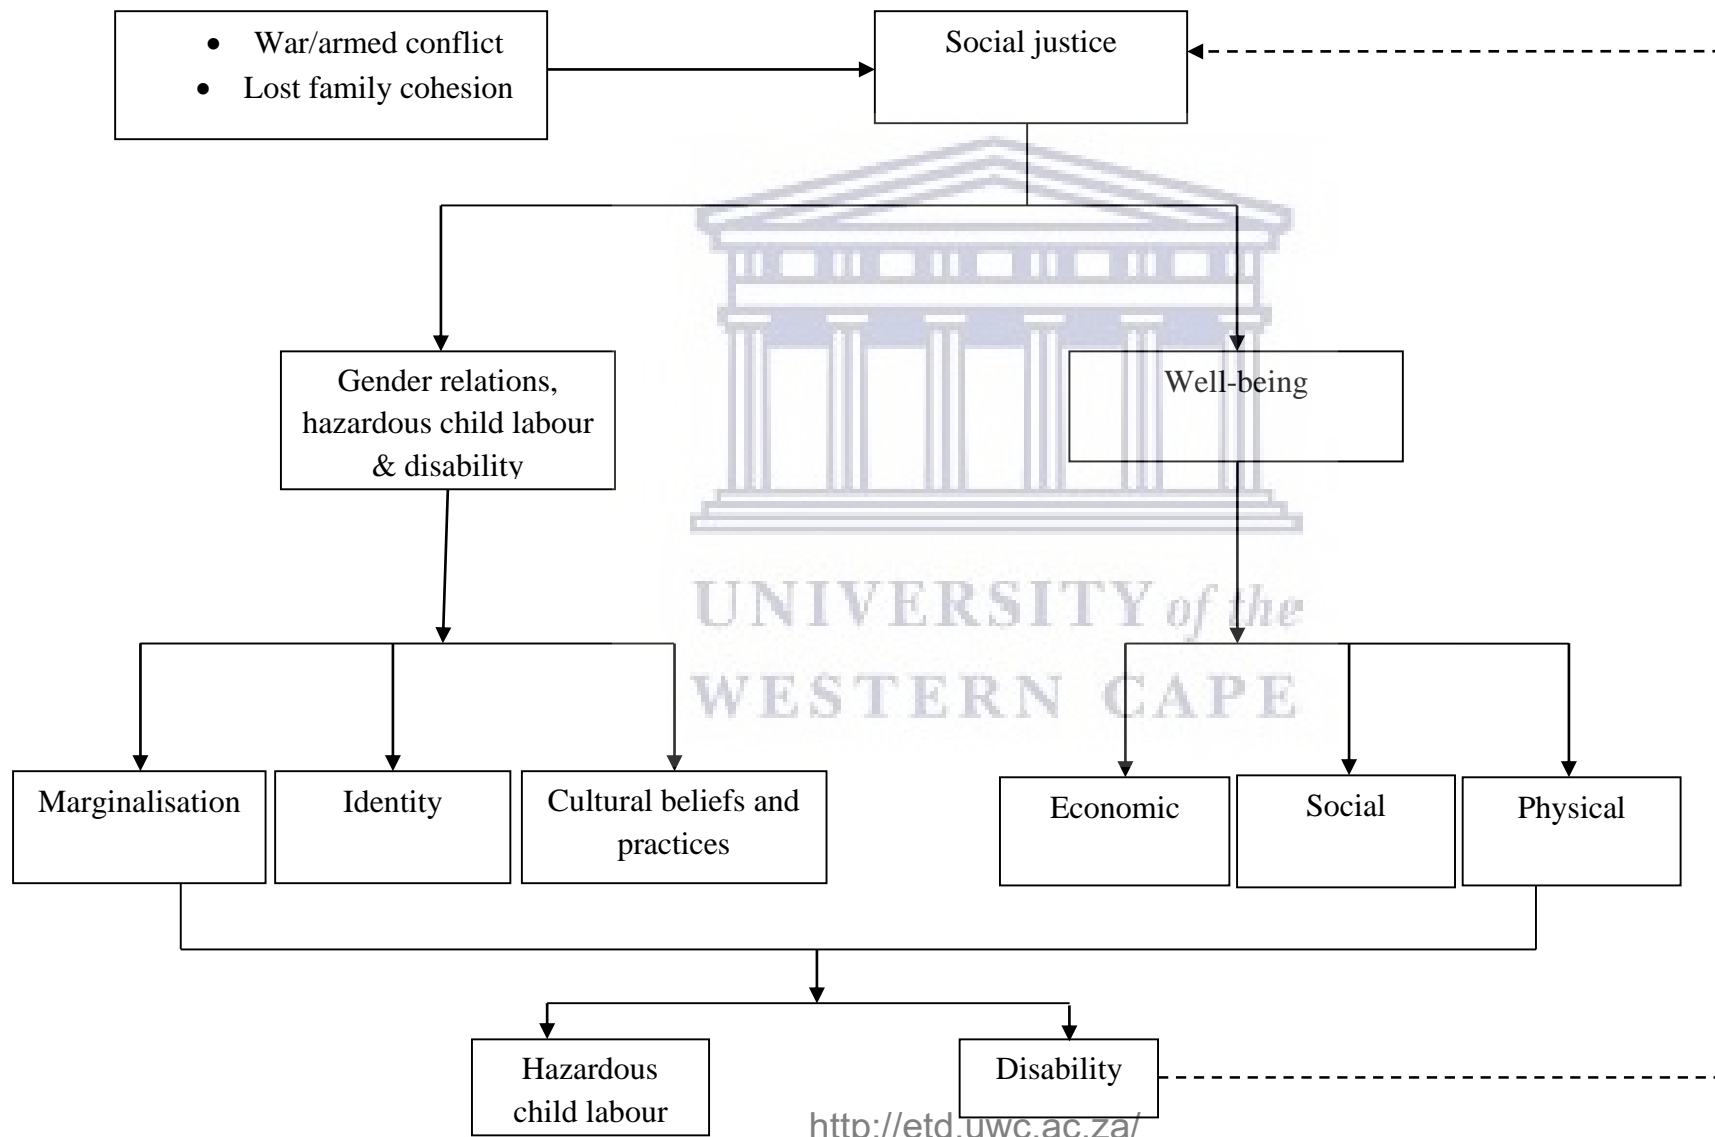 • War/armed conflict
• Lost family cohesion
Social justice
Gender relations,
hazardous child labour
& disability
Well-being
UNIVERSITY of the
WESTERN CAPE
Marginalisation
Identity
Cultural beliefs and
practices
Economic
Social
Physical
Hazardous
child labour
Disability
http://etd.uwc.ac.za/